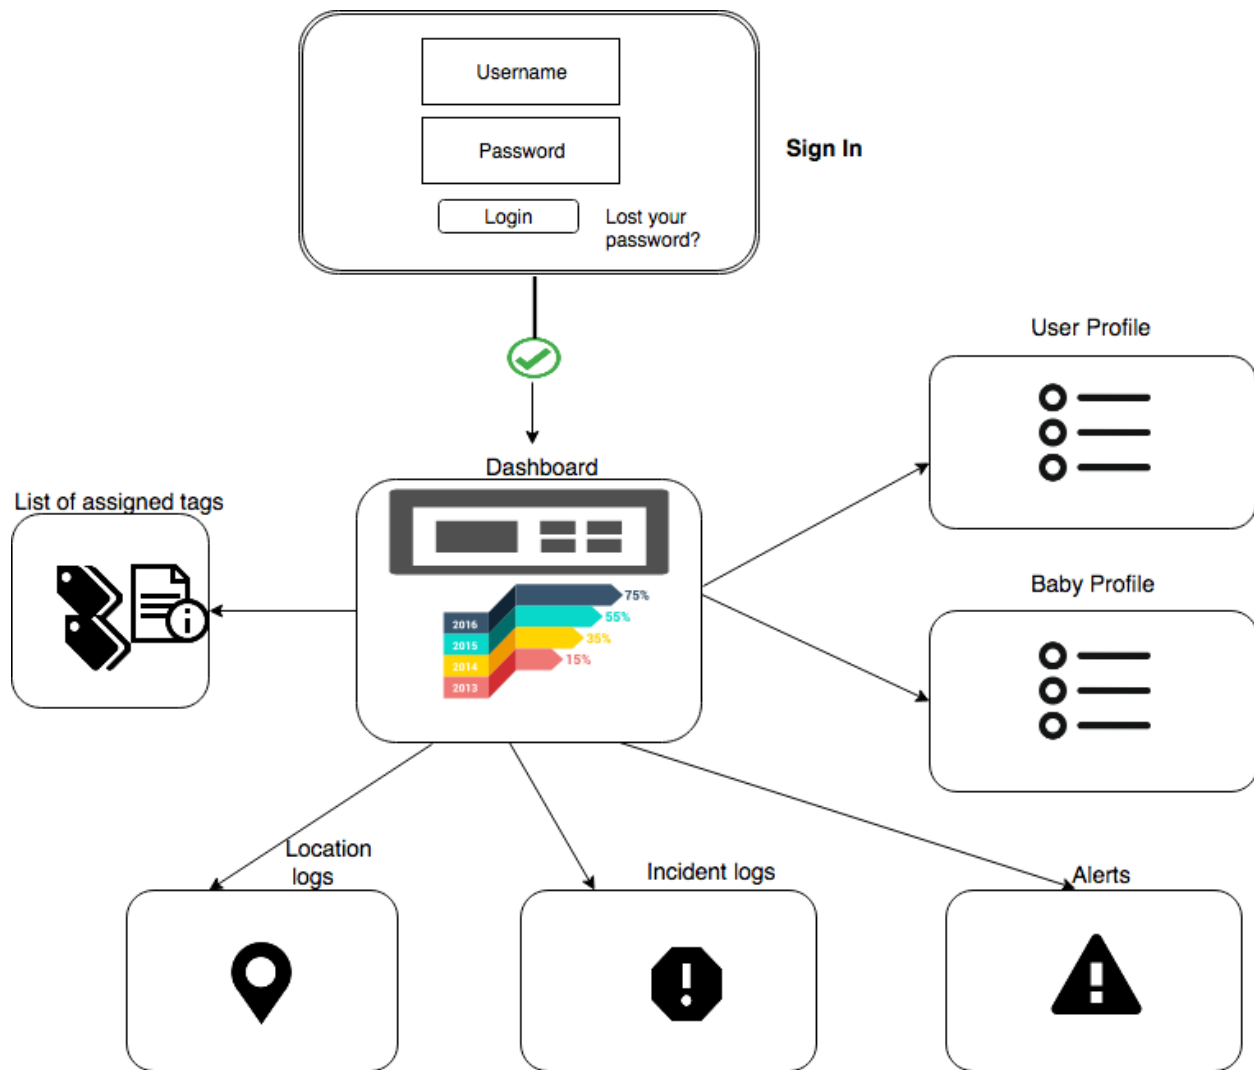 Username
Password
Sign In
Login
Lost your
password?
User Profile
Dashboard
List of assigned tags
75%
2016
55%
2015
35%
2014
15%
2013
Baby Profile
Location
logs
Incident logs
Alerts